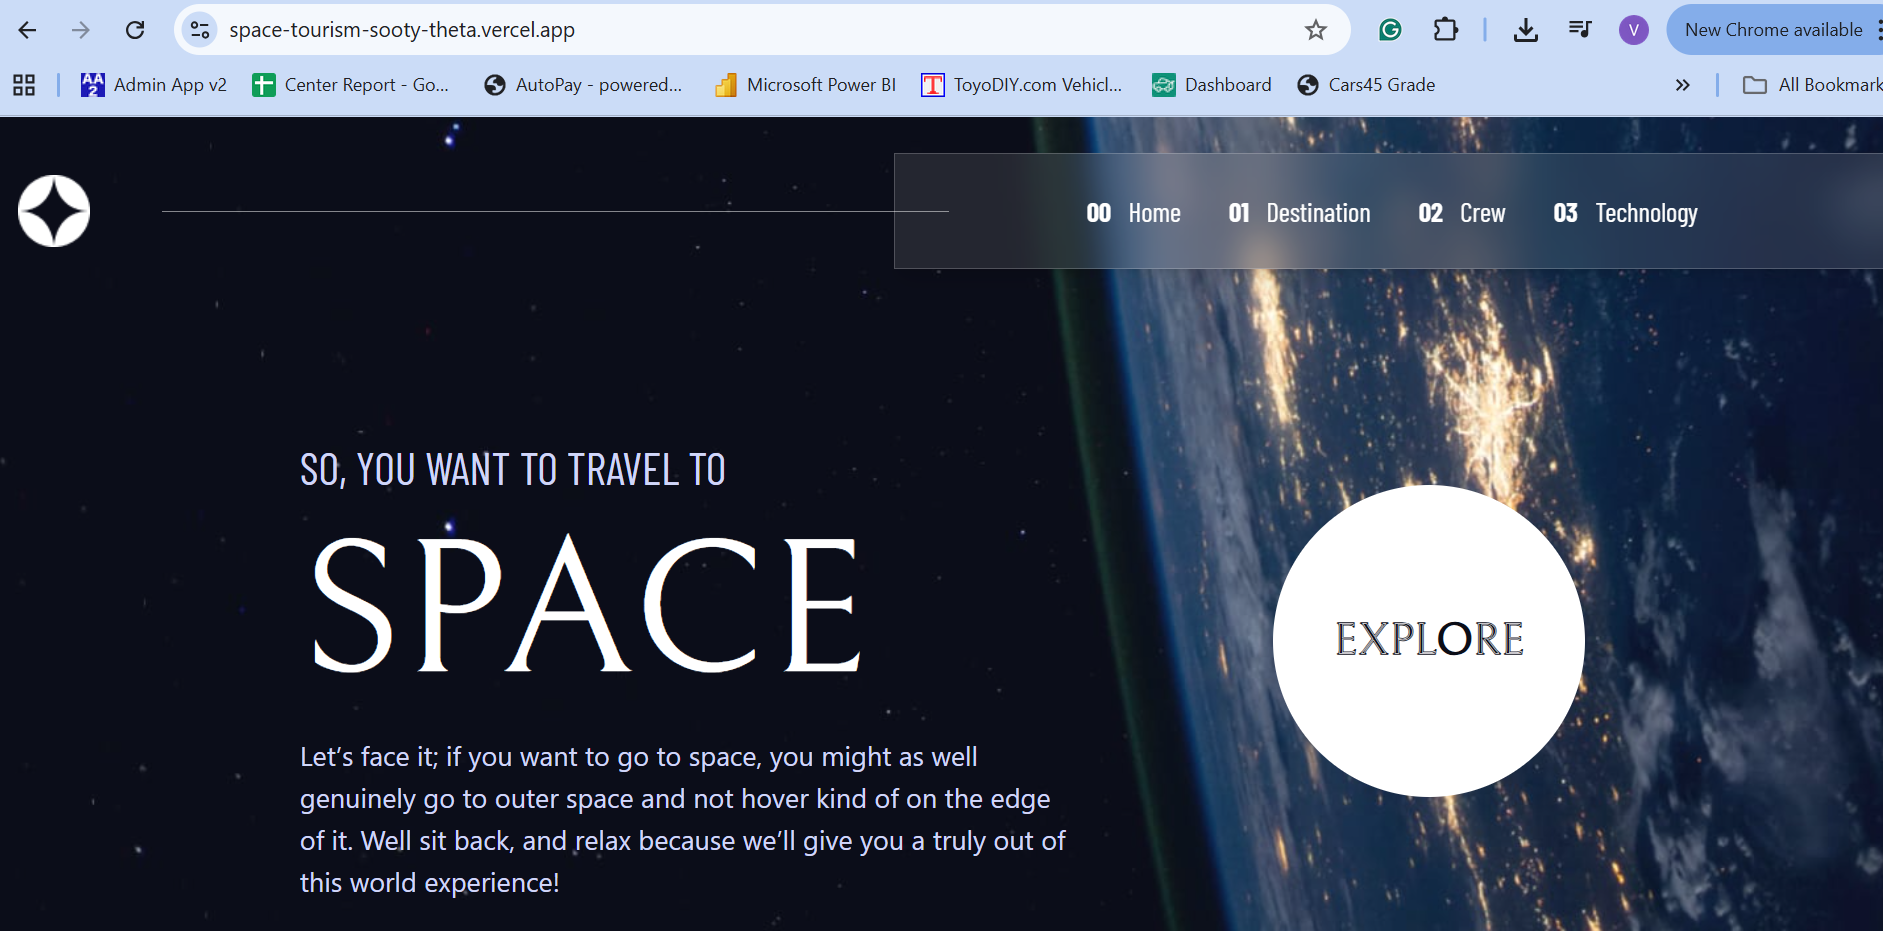 space-tourism-sooty-theta.vercel.app
V
New Chrome available
AA 2 Admin App v2
Center Report - Go...
AutoPay - powered...
Microsoft Power BI
T ToyoDIY.com Vehicl...
Dashboard
Cars45 Grade
All Bookmark
00 Home
01 Destination
02 Crew
03 Technology
SO, YOU WANT TO TRAVEL TO
SPACE
EXPLORE
Let’s face it; if you want to go to space, you might as well
genuinely go to outer space and not hover kind of on the edge
of it. Well sit back, and relax because we’ll give you a truly out of
this world experience!